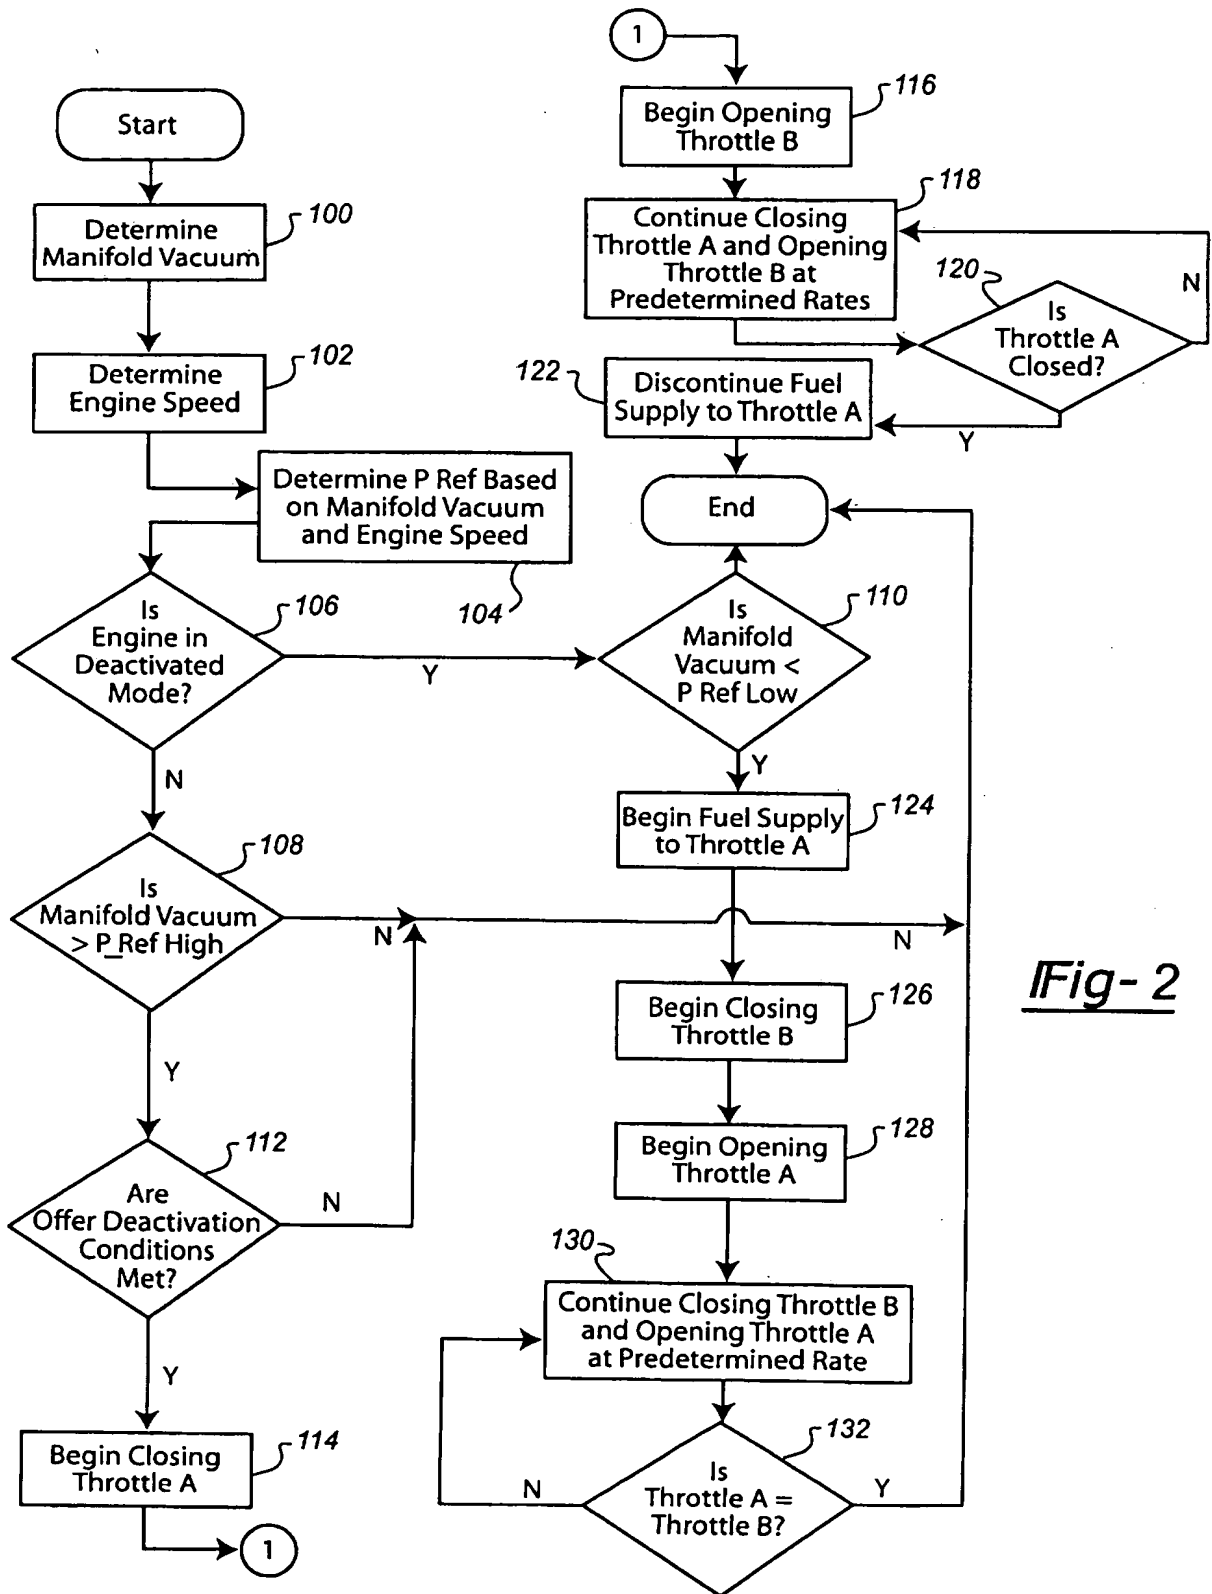 Start
Determine
Manifold Vacuum
100
Determine
Engine Speed
102
Determine P Ref Based
on Manifold Vacuum
and Engine Speed
104
Is
Engine in
Deactivated
Mode?
106
Y
N
Is
Manifold Vacuum
> P_Ref High
108
N
Y
Are
Offer Deactivation
Conditions
Met?
112
N
Y
Begin Closing
Throttle A
114
1
1
Begin Opening
Throttle B
116
Continue Closing
Throttle A and Opening
Throttle B at
Predetermined Rates
118
Is
Throttle A
Closed?
120
N
Y
Discontinue Fuel
Supply to Throttle A
122
End
Is
Manifold
Vacuum <
P Ref Low
110
Y
Begin Fuel Supply
to Throttle A
124
N
Begin Closing
Throttle B
126
Begin Opening
Throttle A
128
Continue Closing Throttle B
and Opening Throttle A
at Predetermined Rate
130
Is
Throttle A =
Throttle B?
132
N
Y
Fig- 2